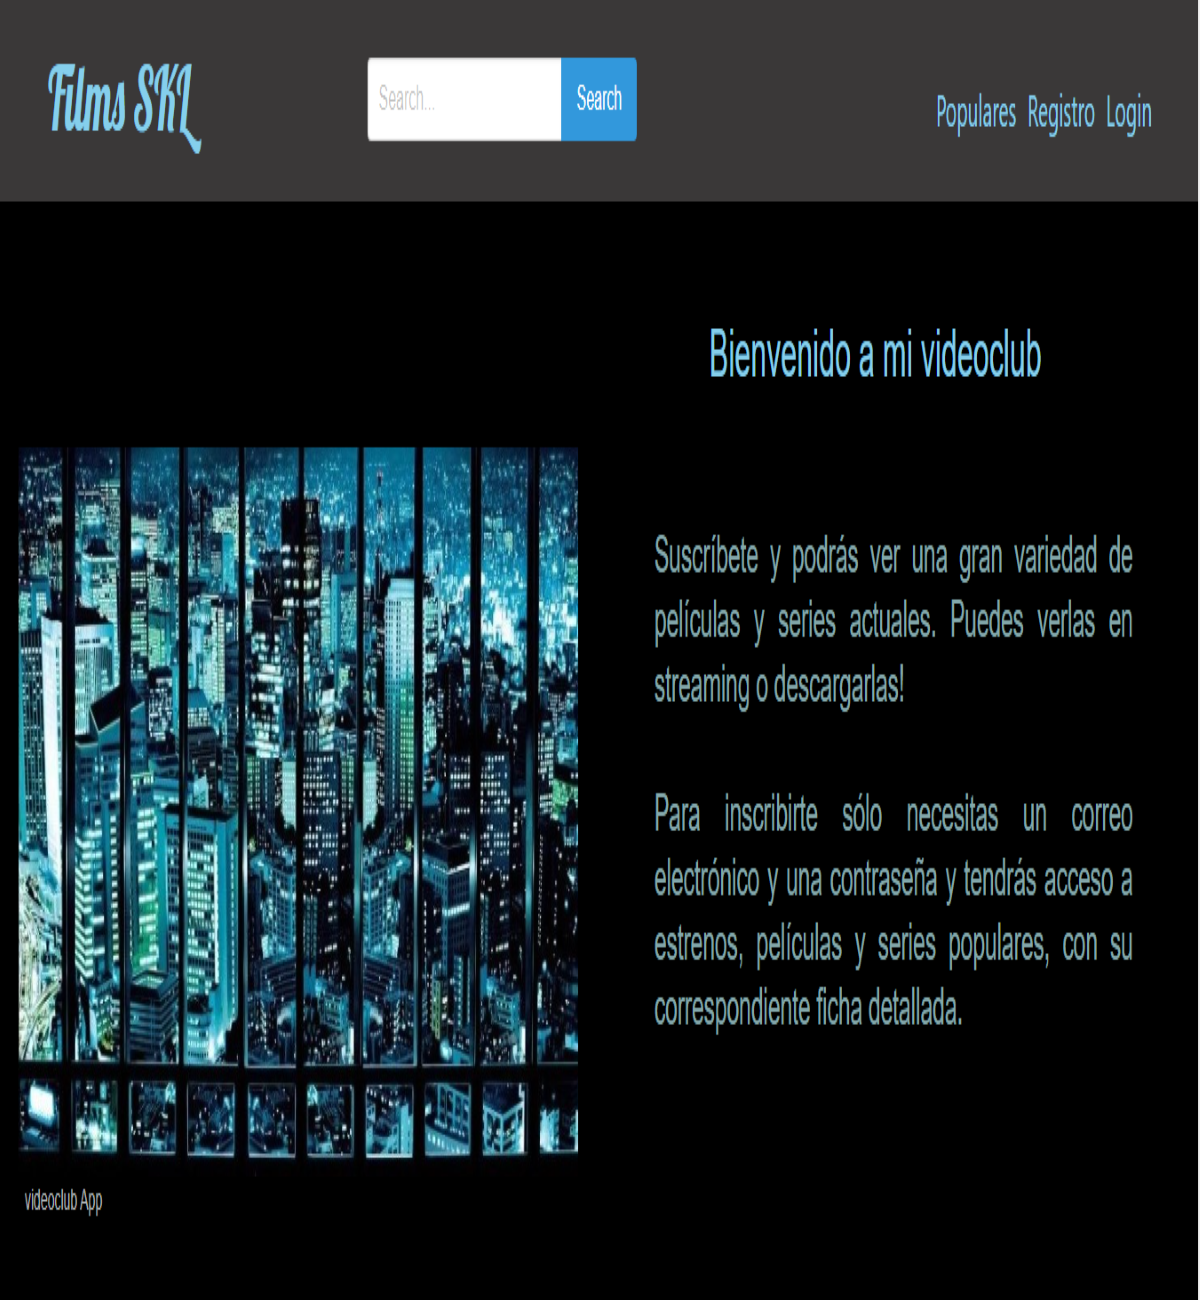 Films SKL
Search...
Search
Populares Registro Login
Bienvenido a mi videoclub
Suscríbete y podrás ver una gran variedad de
películas y series actuales. Puedes verlas en
streaming o descargarlas!
Para inscribirte sólo necesitas un correo
electrónico y una contraseña y tendrás acceso a
estrenos, películas y series populares, con su
correspondiente ficha detallada.
videoclub App